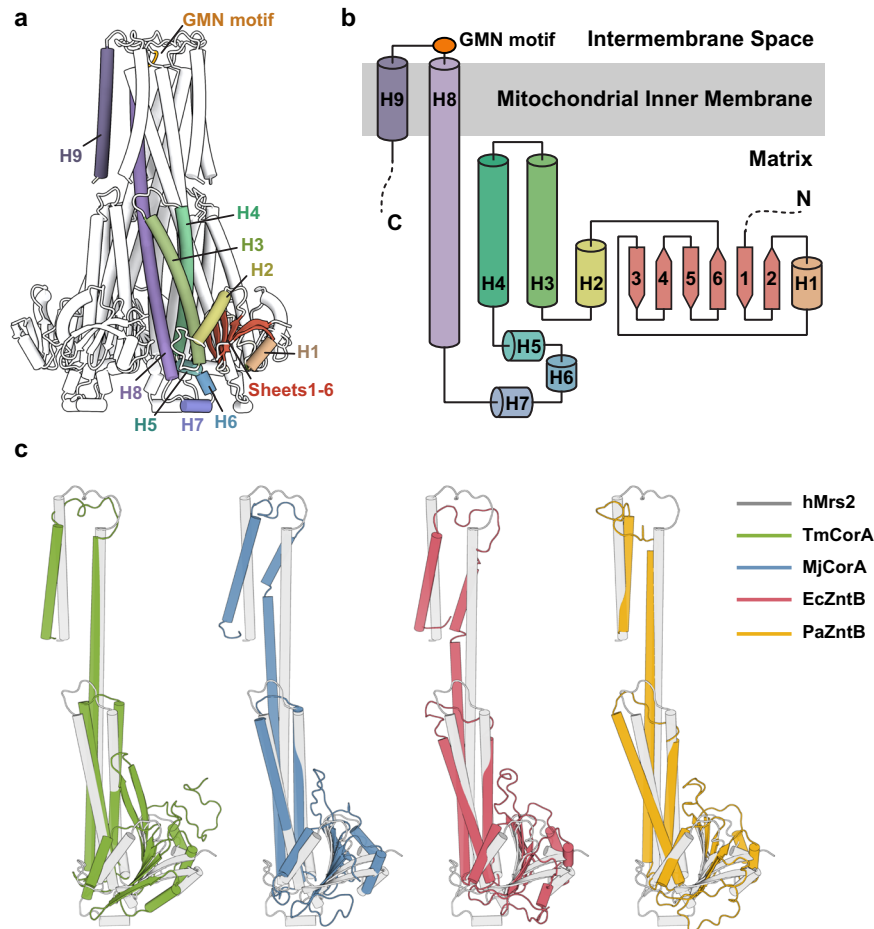 a
GMN motif
H9
H4
H3
H2
H1
Sheets1-6
H8
H5
H7
H6
b
GMN motif
Intermembrane Space
H9
H8
Mitochondrial Inner Membrane
Matrix
C
N
H4
H3
H2
3
4
5
6
1
2
H1
H5
H6
H7
c
hMrs2
TmCorA
MjCorA
EcZntB
PaZntB